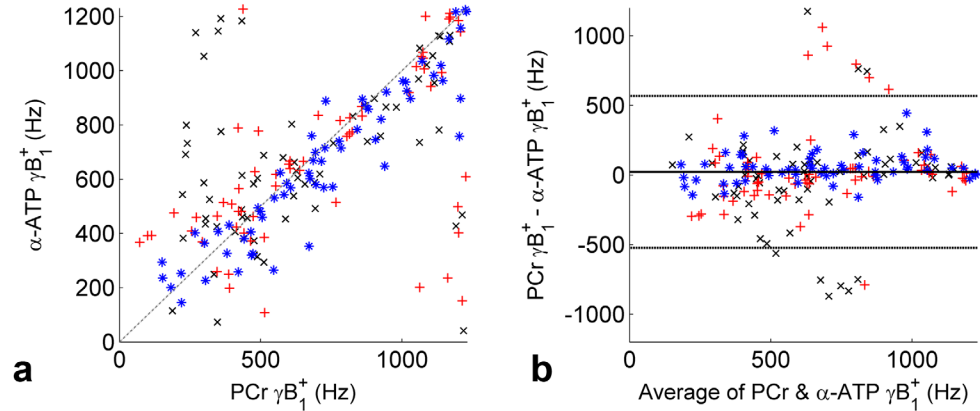 1200
1000
800
600
400
200
0
α-ATP γB₁⁺ (Hz)
0 500 1000
PCr γB₁⁺ (Hz)
a
1000
500
0
-500
-1000
PCr γB₁⁺ - α-ATP γB₁⁺ (Hz)
0 500 1000
Average of PCr & α-ATP γB₁⁺ (Hz)
b